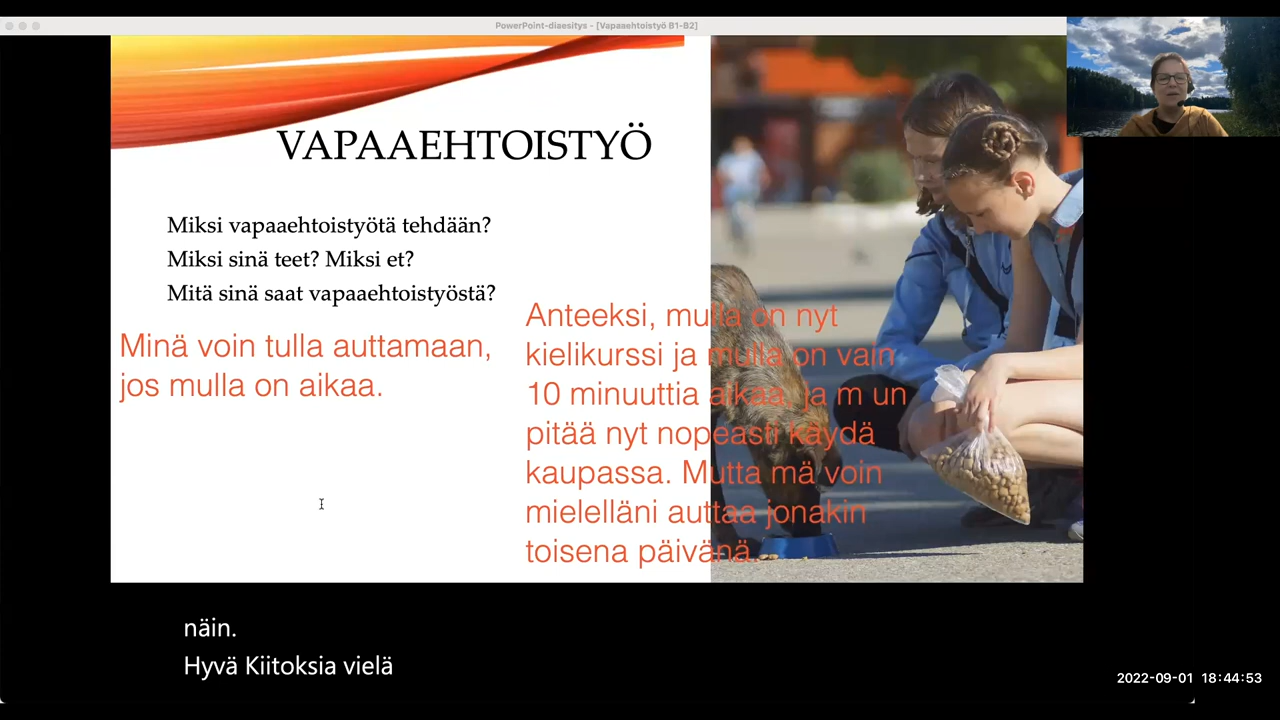 PowerPoint-diaesitys - [Vapaaehtoistyö B1-B2]
VAPAAEHTOISTYÖ
Miksi vapaaehtoistyötä tehdään?
Miksi sinä teet? Miksi et?
Mitä sinä saat vapaaehtoistyöstä?
Minä voin tulla auttamaan,
jos mulla on aikaa.
Anteeksi, mulla on nyt
kielikurssi ja mulla on vain
10 minuuttia aikaa, ja m un
pitää nyt nopeasti käydä
kaupassa. Mutta mä voin
mielelläni auttaa jonakin
toisena päivänä.
näin.
Hyvä Kiitoksia vielä
2022-09-01 18:44:53